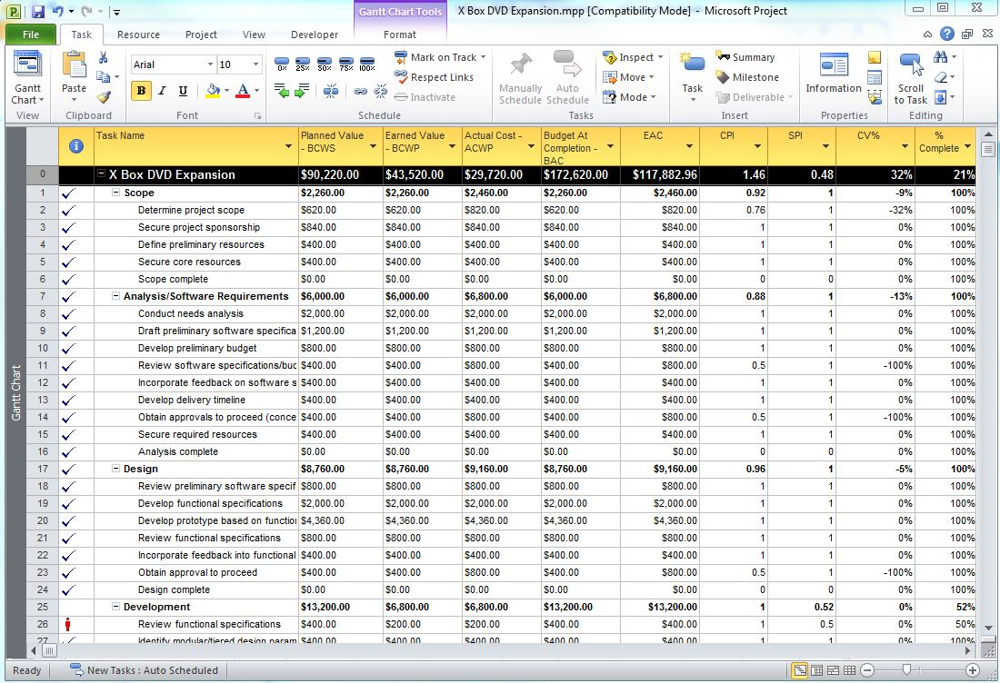 X Box DVD Expansion.mpp [Compatibility Mode] - Microsoft Project
Gantt Chart Tools
File Task Resource Project View Developer Format
Gantt Chart
View
Paste
Clipboard
Arial 10
B I U A
Font
0% 25% 50% 75% 100%
Mark on Track
Respect Links
Inactivate
Schedule
Manually Schedule
Auto Schedule
Inspect
Move
Mode
Tasks
Task
Summary
Milestone
Deliverable
Insert
Information
Properties
Scroll to Task
Editing
Task Name Planned Value - BCWS Earned Value - BCWP Actual Cost - ACWP Budget At Completion - BAC EAC CPI SPI CV% % Complete
0 X Box DVD Expansion $90,220.00 $43,520.00 $29,720.00 $172,620.00 $117,882.96 1.46 0.48 32% 21%
1 Scope $2,260.00 $2,260.00 $2,460.00 $2,260.00 $2,460.00 0.92 1 -9% 100%
2 Determine project scope $620.00 $620.00 $820.00 $620.00 $820.00 0.76 1 -32% 100%
3 Secure project sponsorship $840.00 $840.00 $840.00 $840.00 $840.00 1 1 0% 100%
4 Define preliminary resources $400.00 $400.00 $400.00 $400.00 $400.00 1 1 0% 100%
5 Secure core resources $400.00 $400.00 $400.00 $400.00 $400.00 1 1 0% 100%
6 Scope complete $0.00 $0.00 $0.00 $0.00 $0.00 0 0 0% 100%
7 Analysis/Software Requirements $6,000.00 $6,000.00 $6,800.00 $6,000.00 $6,800.00 0.88 1 -13% 100%
8 Conduct needs analysis $2,000.00 $2,000.00 $2,000.00 $2,000.00 $2,000.00 1 1 0% 100%
9 Draft preliminary software specifica $1,200.00 $1,200.00 $1,200.00 $1,200.00 $1,200.00 1 1 0% 100%
10 Develop preliminary budget $800.00 $800.00 $800.00 $800.00 $800.00 1 1 0% 100%
11 Review software specifications/buc $400.00 $400.00 $800.00 $400.00 $800.00 0.5 1 -100% 100%
12 Incorporate feedback on software s $400.00 $400.00 $400.00 $400.00 $400.00 1 1 0% 100%
13 Develop delivery timeline $400.00 $400.00 $400.00 $400.00 $400.00 1 1 0% 100%
14 Obtain approvals to proceed (conce $400.00 $400.00 $800.00 $400.00 $800.00 0.5 1 -100% 100%
15 Secure required resources $400.00 $400.00 $400.00 $400.00 $400.00 1 1 0% 100%
16 Analysis complete $0.00 $0.00 $0.00 $0.00 $0.00 0 0 0% 100%
17 Design $8,760.00 $8,760.00 $9,160.00 $8,760.00 $9,160.00 0.96 1 -5% 100%
18 Review preliminary software specif $800.00 $800.00 $800.00 $800.00 $800.00 1 1 0% 100%
19 Develop functional specifications $2,000.00 $2,000.00 $2,000.00 $2,000.00 $2,000.00 1 1 0% 100%
20 Develop prototype based on functio $4,360.00 $4,360.00 $4,360.00 $4,360.00 $4,360.00 1 1 0% 100%
21 Review functional specifications $800.00 $800.00 $800.00 $800.00 $800.00 1 1 0% 100%
22 Incorporate feedback into functional $400.00 $400.00 $400.00 $400.00 $400.00 1 1 0% 100%
23 Obtain approval to proceed $400.00 $400.00 $800.00 $400.00 $800.00 0.5 1 -100% 100%
24 Design complete $0.00 $0.00 $0.00 $0.00 $0.00 0 0 0% 100%
25 Development $13,200.00 $6,800.00 $6,800.00 $13,200.00 $13,200.00 1 0.52 0% 52%
26 Review functional specifications $400.00 $200.00 $200.00 $400.00 $400.00 1 0.5 0% 50%
27 Identify modular/tiered design param $400.00 $400.00 $400.00 $400.00 $400.00 1 1 0% 100%
Gantt Chart
Ready New Tasks : Auto Scheduled